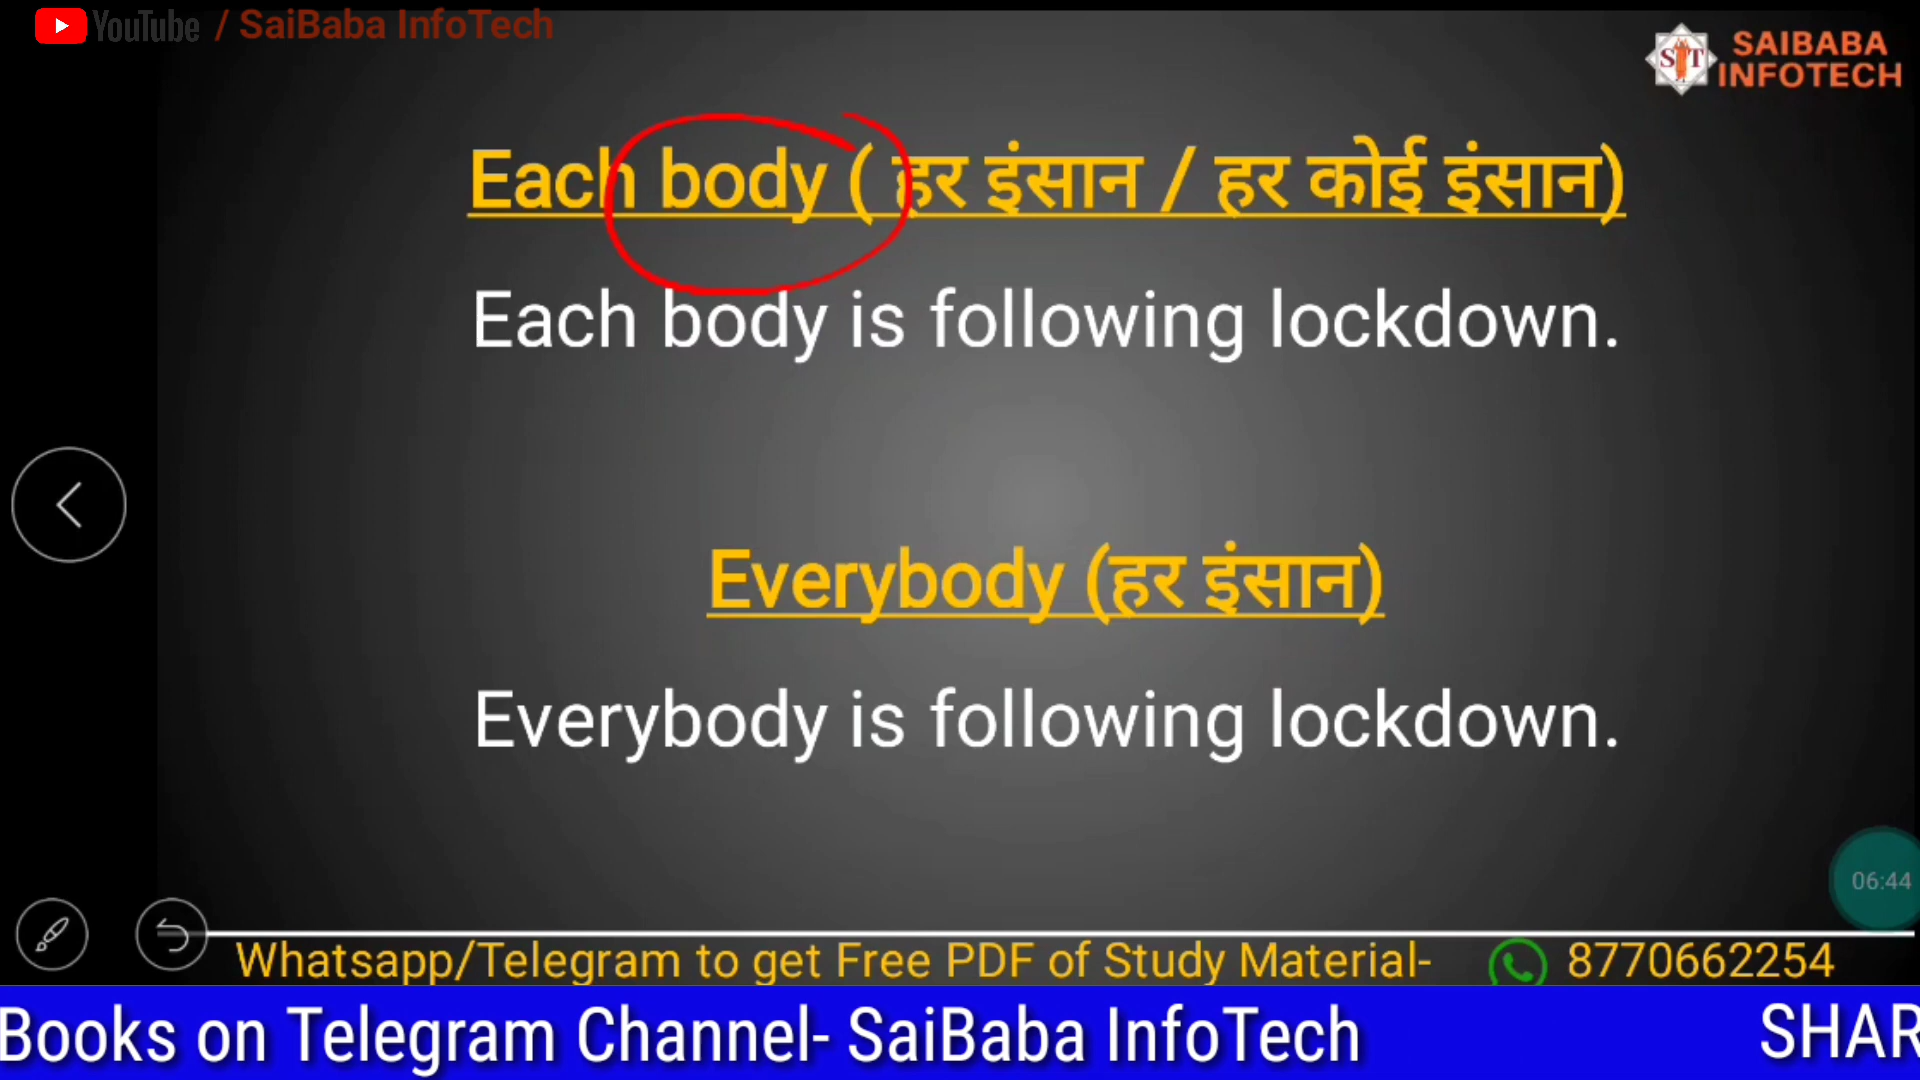 YouTube / SaiBaba InfoTech
SAIBABA
INFOTECH
SIT
Each body ( हर इंसान / हर कोई इंसान)
Each body is following lockdown.
Everybody (हर इंसान)
Everybody is following lockdown.
06:44
Whatsapp/Telegram to get Free PDF of Study Material- 8770662254
Books on Telegram Channel- SaiBaba InfoTech SHAR